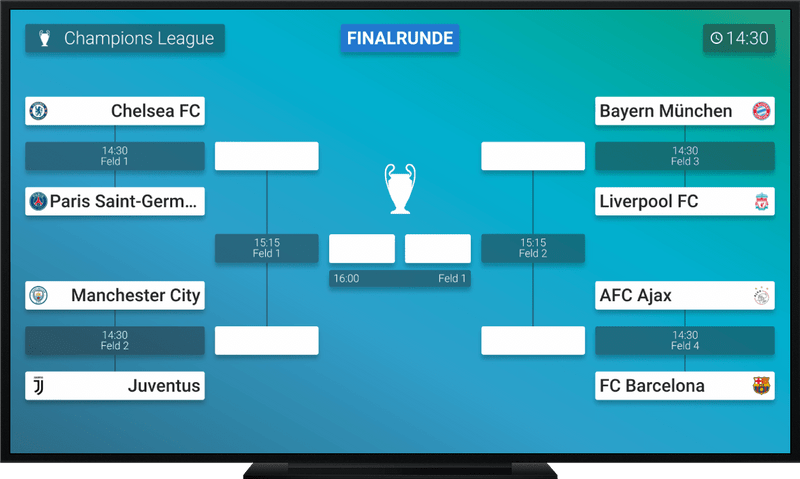 Champions League
FINALRUNDE
14:30
Chelsea FC
14:30
Feld 1
Paris Saint-Germ...
Manchester City
14:30
Feld 2
Juventus
15:15
Feld 1
16:00 Feld 1
15:15
Feld 2
Bayern München
14:30
Feld 3
Liverpool FC
AFC Ajax
14:30
Feld 4
FC Barcelona